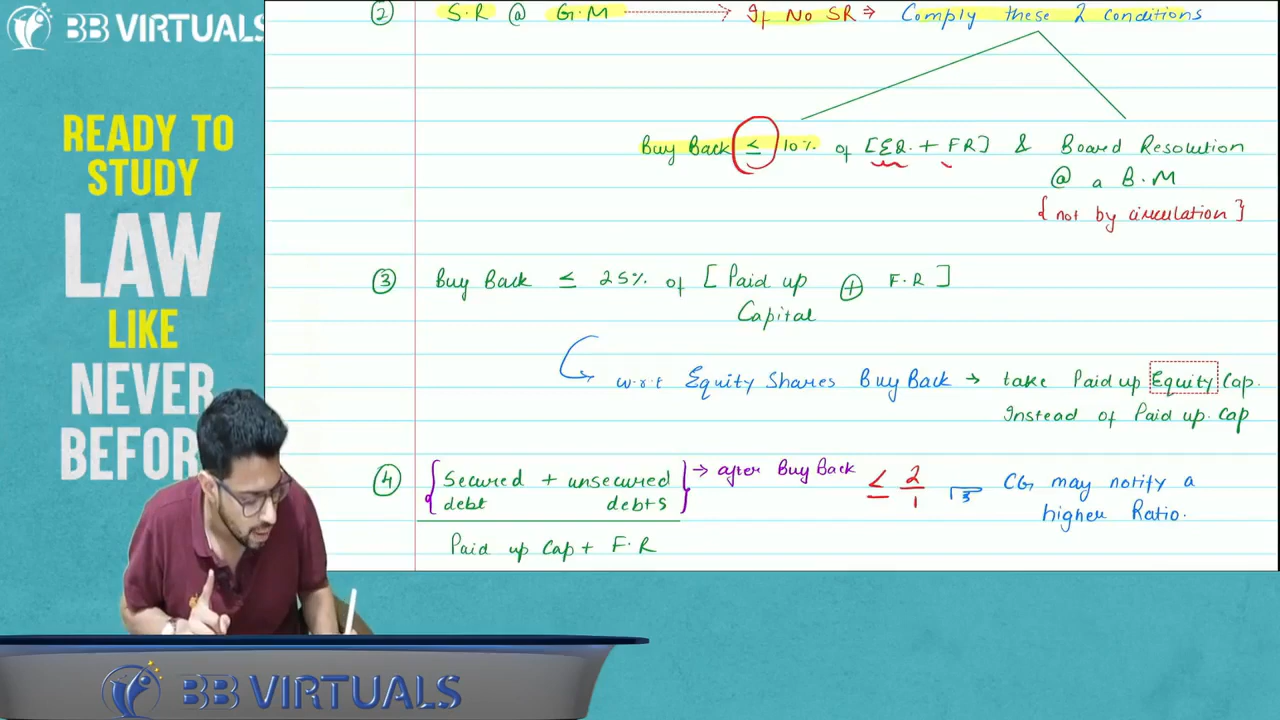 BB VIRTUALS
READY TO
STUDY
LAW
LIKE
NEVER
BEFOR
② S.R @ G.M → If No SR → Comply these 2 conditions
Buy Back ≤ 10% of [ER. + FR] & Board Resolution
@ a B.M
{not by circulation}
③ Buy Back ≤ 25% of [Paid up + F.R]
Capital
w.r.t Equity Shares Buy Back → take Paid up Equity Cap.
Instead of Paid up. cap
④ {Secured + unsecured → after Buy Back ≤ 2/1 CG may notify a
debt debts} higher Ratio.
Paid up Cap + F.R
BB VIRTUALS